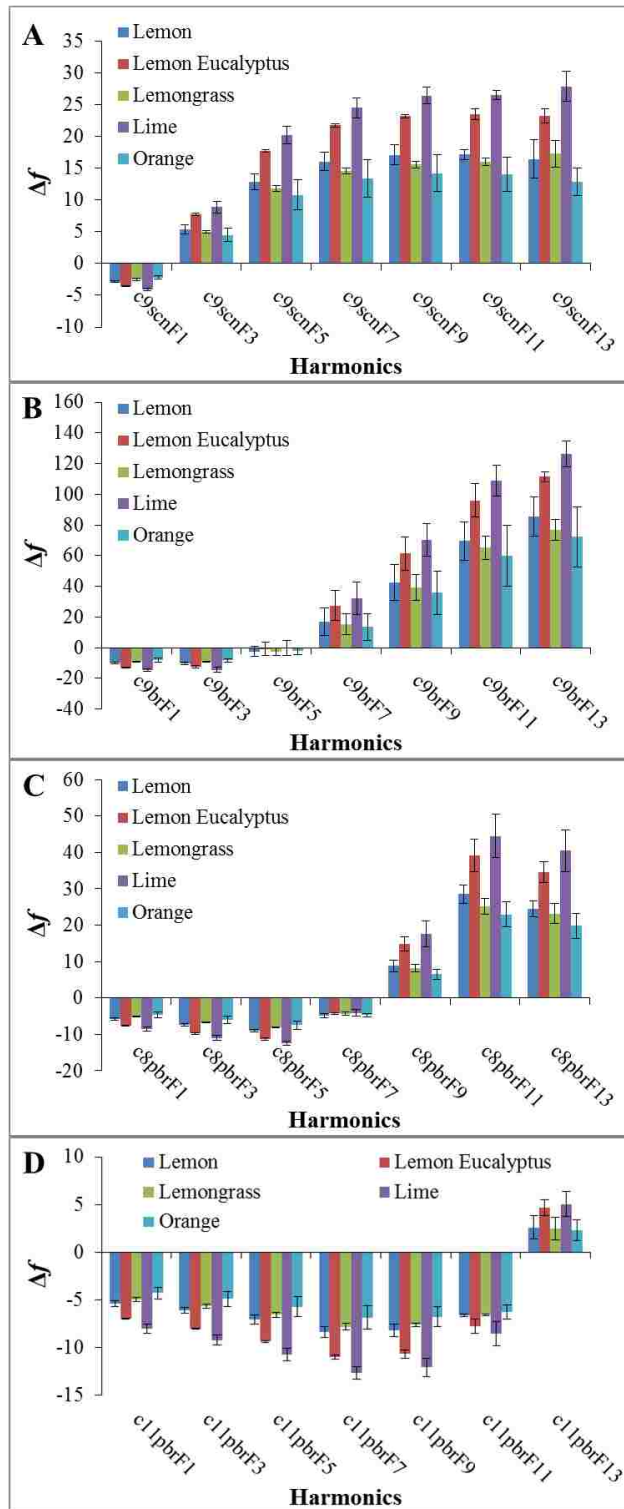 A
Lemon
Lemon Eucalyptus
Lemongrass
Lime
Orange
35
30
25
20
15
10
5
0
-5
-10
Δf
c9scnF1
c9scnF3
c9scnF5
c9scnF7
c9scnF9
c9scnF11
c9scnF13
Harmonics
B
Lemon
Lemon Eucalyptus
Lemongrass
Lime
Orange
160
140
120
100
80
60
40
20
0
-20
-40
Δf
c9brF1
c9brF3
c9brF5
c9brF7
c9brF9
c9brF11
c9brF13
Harmonics
C
Lemon
Lemon Eucalyptus
Lemongrass
Lime
Orange
60
50
40
30
20
10
0
-10
-20
Δf
c8pbrF1
c8pbrF3
c8pbrF5
c8pbrF7
c8pbrF9
c8pbrF11
c8pbrF13
Harmonics
D
Lemon Lemon Eucalyptus
Lemongrass Lime
Orange
10
5
0
-5
-10
-15
Δf
c11pbrF1
c11pbrF3
c11pbrF5
c11pbrF7
c11pbrF9
c11pbrF11
c11pbrF13
Harmonics